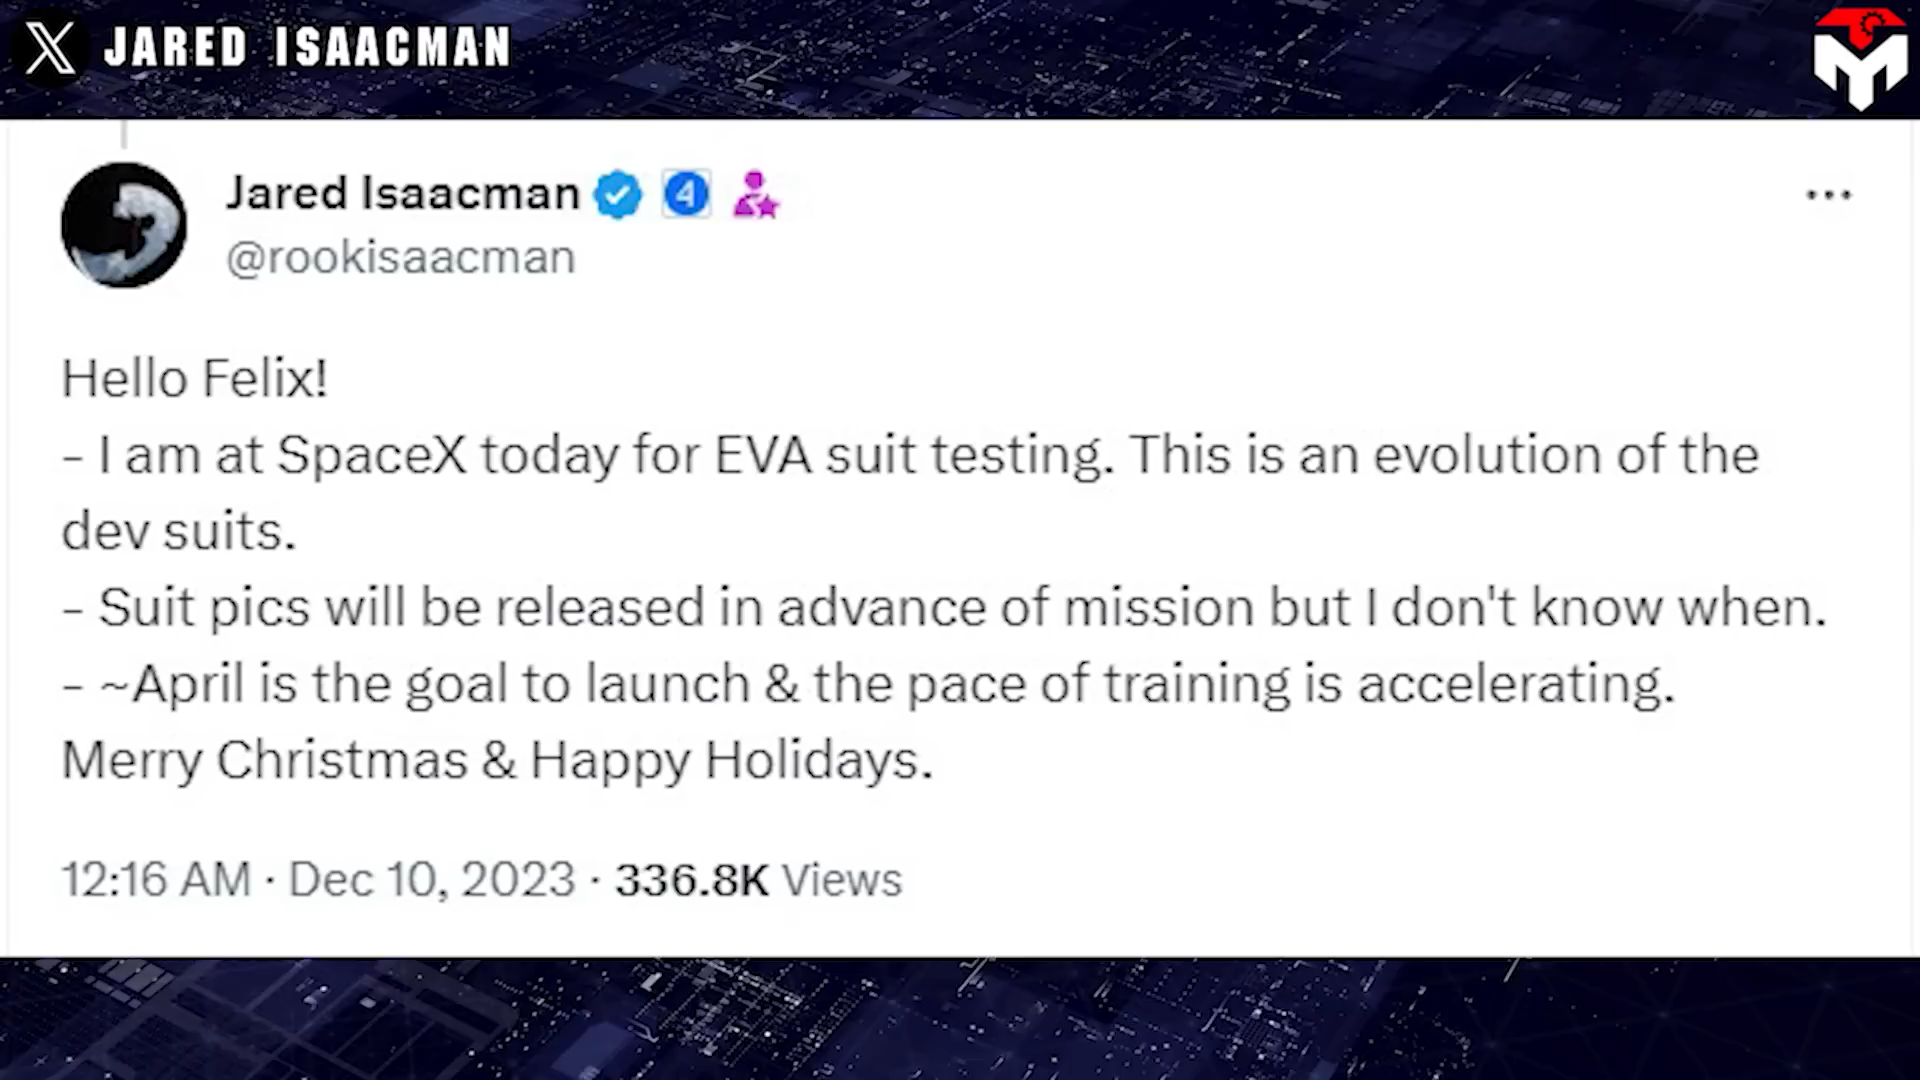 JARED ISAACMAN
Jared Isaacman
@rookisaacman
Hello Felix!
- I am at SpaceX today for EVA suit testing. This is an evolution of the
dev suits.
- Suit pics will be released in advance of mission but I don't know when.
- ~April is the goal to launch & the pace of training is accelerating.
Merry Christmas & Happy Holidays.
12:16 AM · Dec 10, 2023 · 336.8K Views